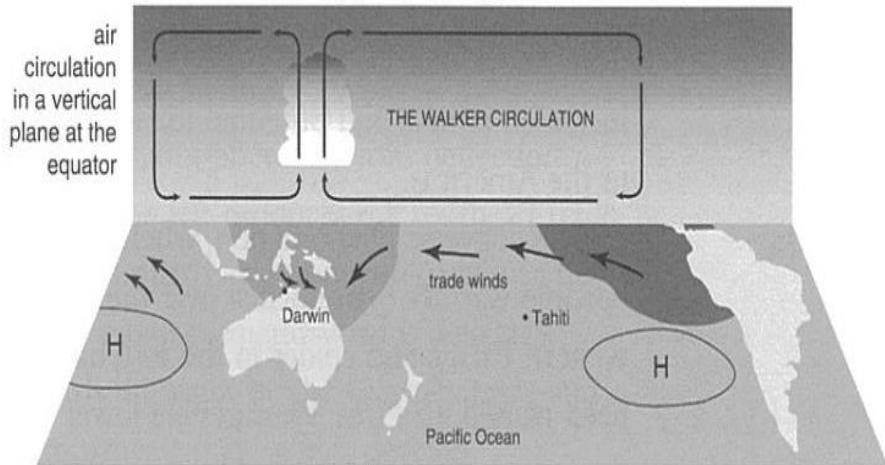 air
circulation
in a vertical
plane at the
equator
THE WALKER CIRCULATION
trade winds
Darwin
• Tahiti
H
H
Pacific Ocean